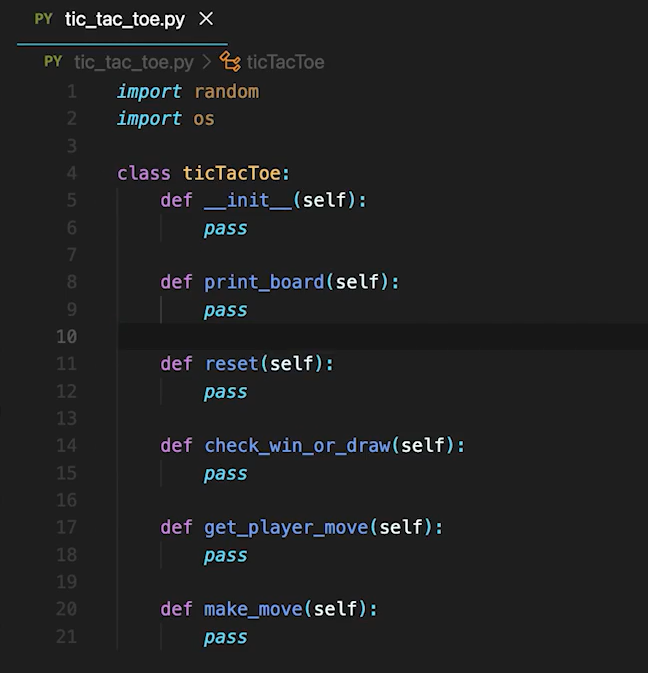 PY tic_tac_toe.py ×
PY tic_tac_toe.py > ticTacToe
1 import random
2 import os
3
4 class ticTacToe:
5     def __init__(self):
6         pass
7
8     def print_board(self):
9         pass
10
11     def reset(self):
12         pass
13
14     def check_win_or_draw(self):
15         pass
16
17     def get_player_move(self):
18         pass
19
20     def make_move(self):
21         pass